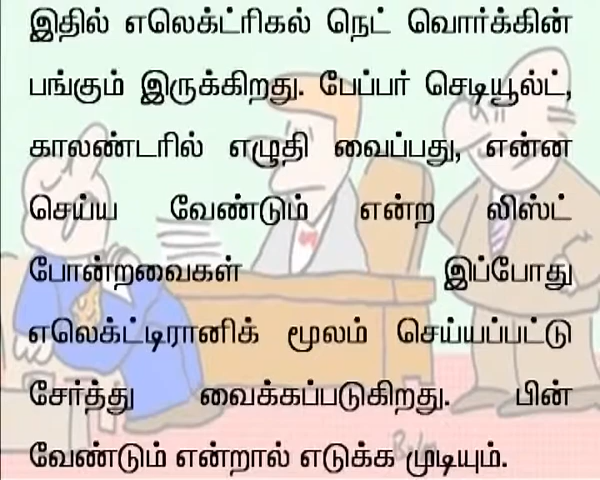 இதில் எலெக்ட்ரிகல் நெட் வொர்க்கின்
பங்கும் இருக்கிறது. பேப்பர் செடியூல்ட்,
காலண்டரில் எழுதி வைப்பது, என்ன
செய்ய வேண்டும் என்ற லிஸ்ட்
போன்றவைகள் இப்போது
எலெக்ட்டிரானிக் மூலம் செய்யப்பட்டு
சேர்த்து வைக்கப்படுகிறது. பின்
வேண்டும் என்றால் எடுக்க முடியும்.